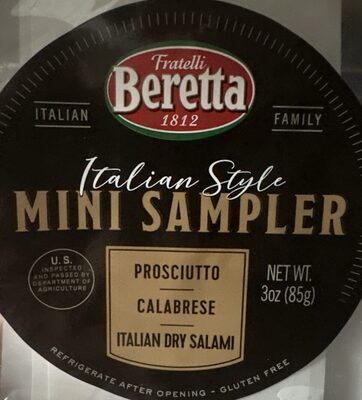 Fratelli
Beretta
1812
ITALIAN
FAMILY
Italian Style
MINI SAMPLER
U.S.
INSPECTED
AND PASSED BY
DEPARTMENT OF
AGRICULTURE
PROSCIUTTO
CALABRESE
ITALIAN DRY SALAMI
NET WT.
3oz (85g)
REFRIGERATE AFTER OPENING - GLUTEN FREE